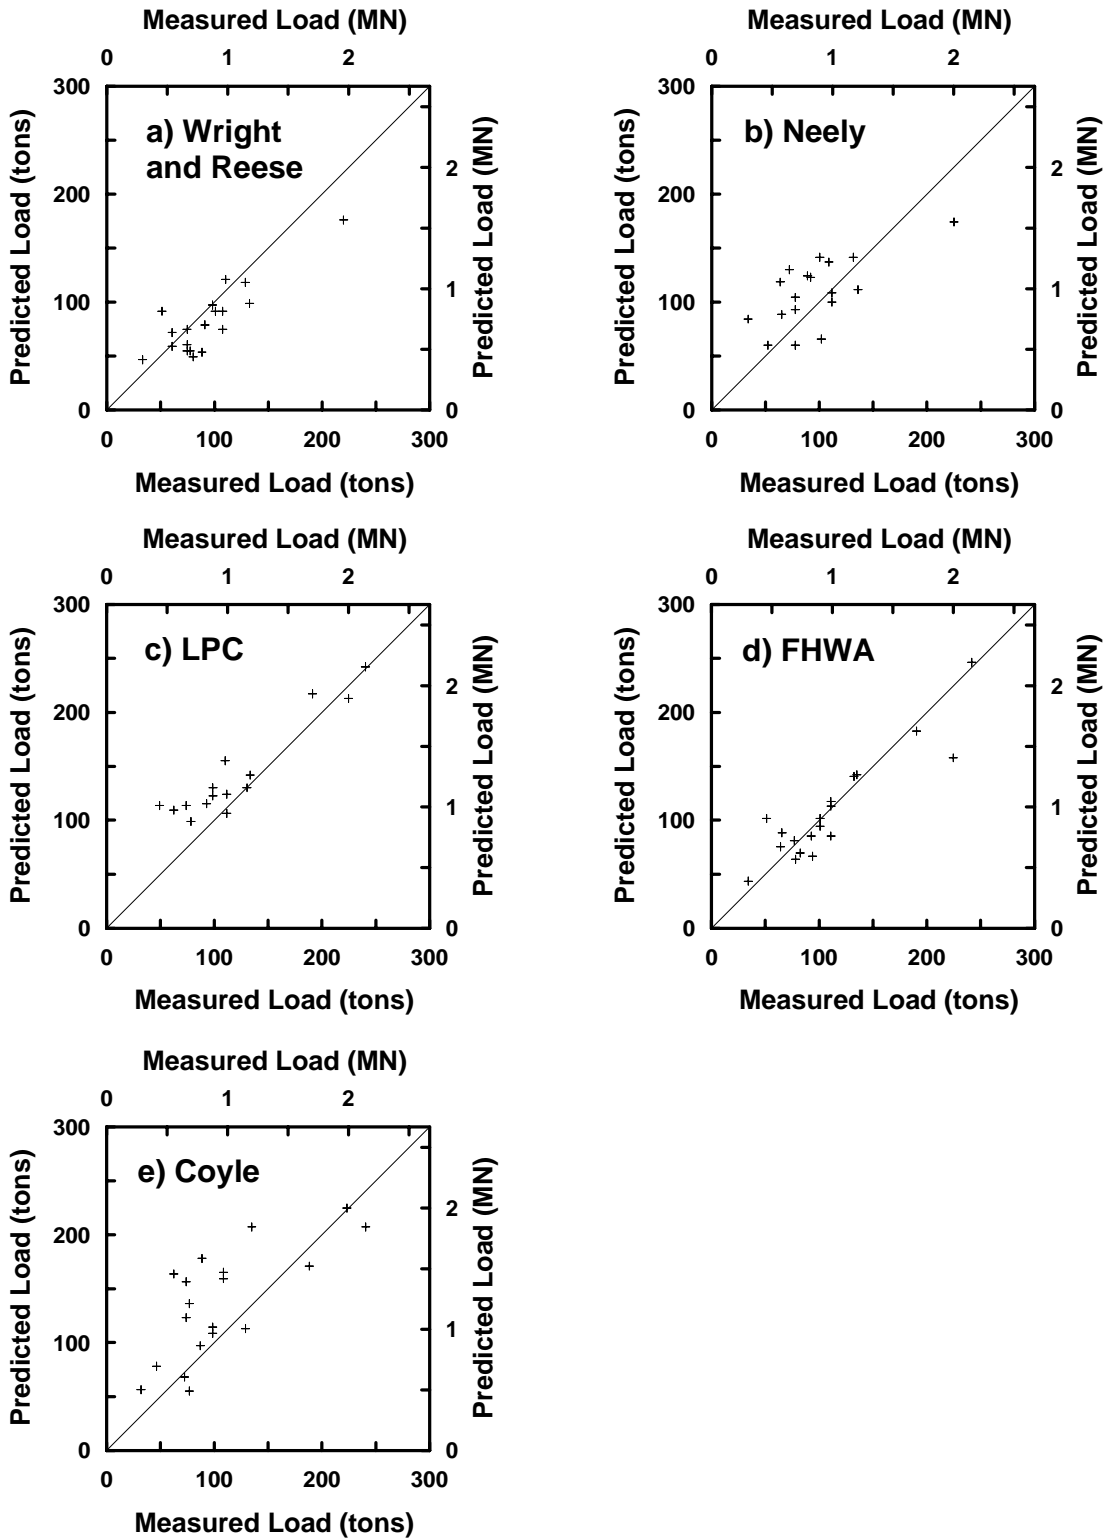 Measured Load (MN)
0 1 2
300
200
100
0
Predicted Load (tons)
a) Wright
and Reese
2
1
0
Predicted Load (MN)
0 100 200 300
Measured Load (tons)
Measured Load (MN)
0 1 2
300
200
100
0
Predicted Load (tons)
b) Neely
2
1
0
Predicted Load (MN)
0 100 200 300
Measured Load (tons)
Measured Load (MN)
0 1 2
300
200
100
0
Predicted Load (tons)
c) LPC
2
1
0
Predicted Load (MN)
0 100 200 300
Measured Load (tons)
Measured Load (MN)
0 1 2
300
200
100
0
Predicted Load (tons)
d) FHWA
2
1
0
Predicted Load (MN)
0 100 200 300
Measured Load (tons)
Measured Load (MN)
0 1 2
300
200
100
0
Predicted Load (tons)
e) Coyle
2
1
0
Predicted Load (MN)
0 100 200 300
Measured Load (tons)